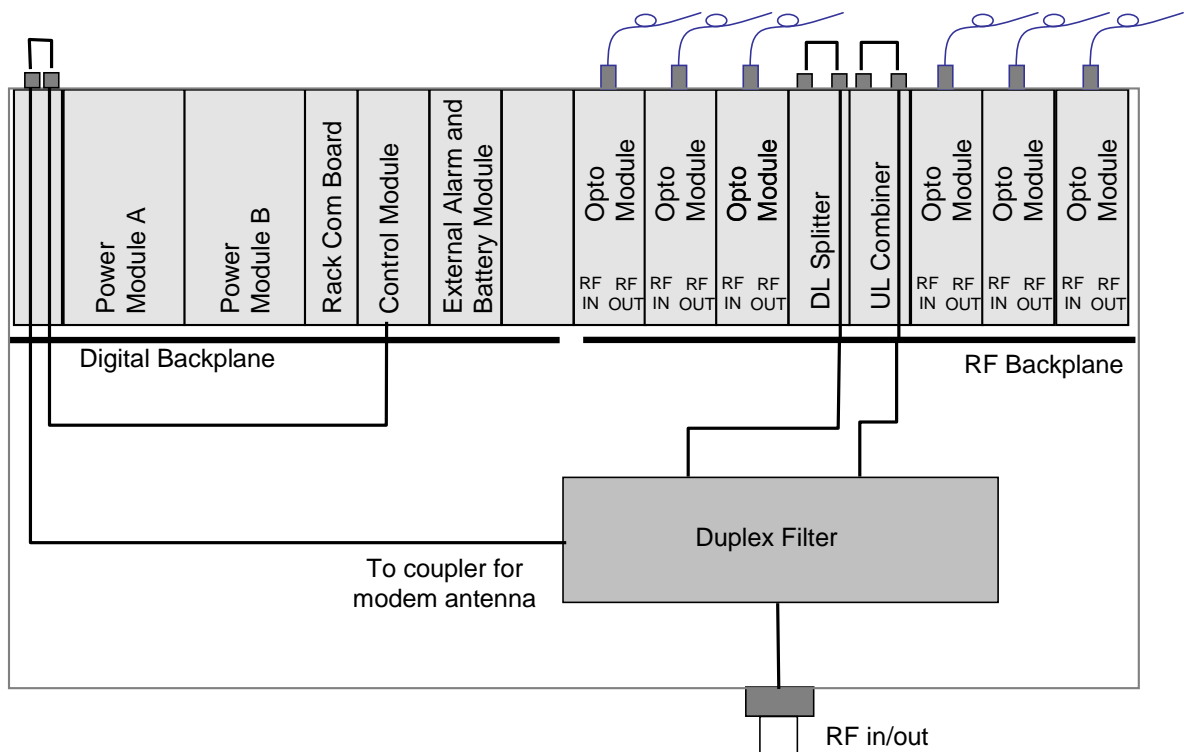 Power
Module A
Power
Module B
Rack Com Board
Control Module
External Alarm and
Battery Module
Opto
Module
RF RF
IN OUT
Opto
Module
RF RF
IN OUT
Opto
Module
RF RF
IN OUT
DL Splitter
UL Combiner
Opto
Module
RF RF
IN OUT
Opto
Module
RF RF
IN OUT
Opto
Module
RF RF
IN OUT
Digital Backplane
RF Backplane
Duplex Filter
To coupler for
modem antenna
RF in/out